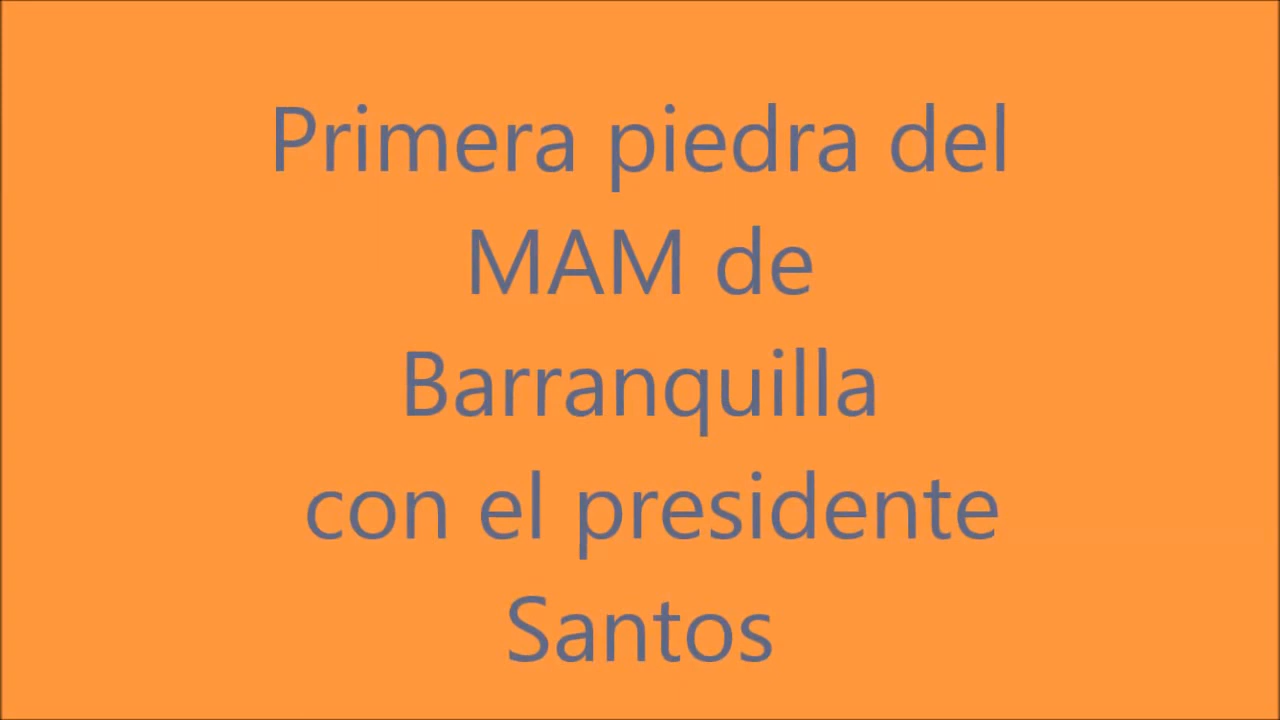 Primera piedra del
MAM de
Barranquilla
con el presidente
Santos